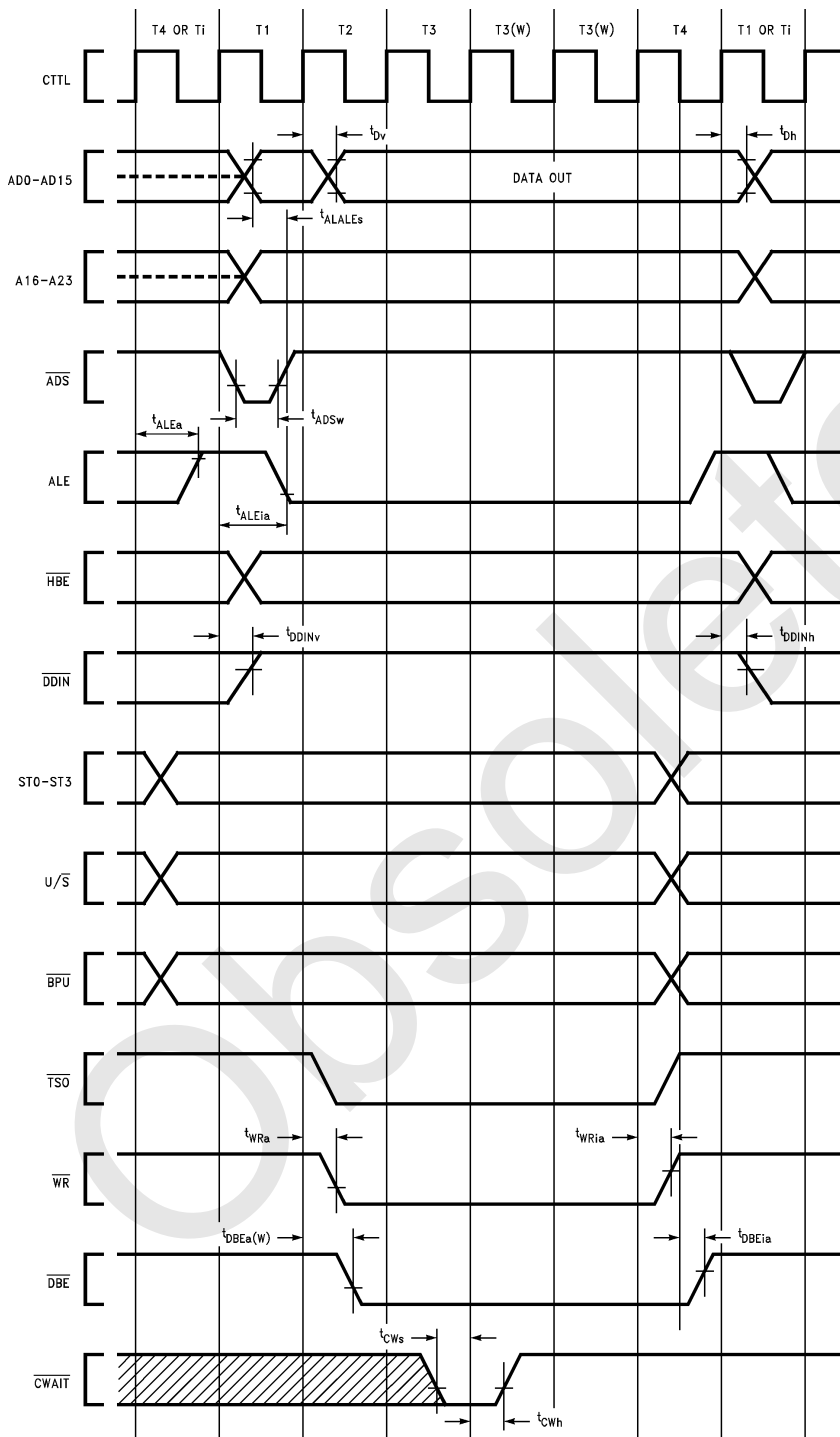 T4 OR Ti T1 T2 T3 T3(W) T3(W) T4 T1 OR Ti
CTTL
tDv tDh
AD0-AD15 DATA OUT
tALALEs
A16-A23
ADS
tALEa tADSw
ALE
tALEia
HBE
tDDINv tDDINh
DDIN
ST0-ST3
U/S
BPU
TSO
tWRa tWRia
WR
tDBEa(W) tDBEia
DBE
tCWs
CWAIT
tCWh
Obsolete